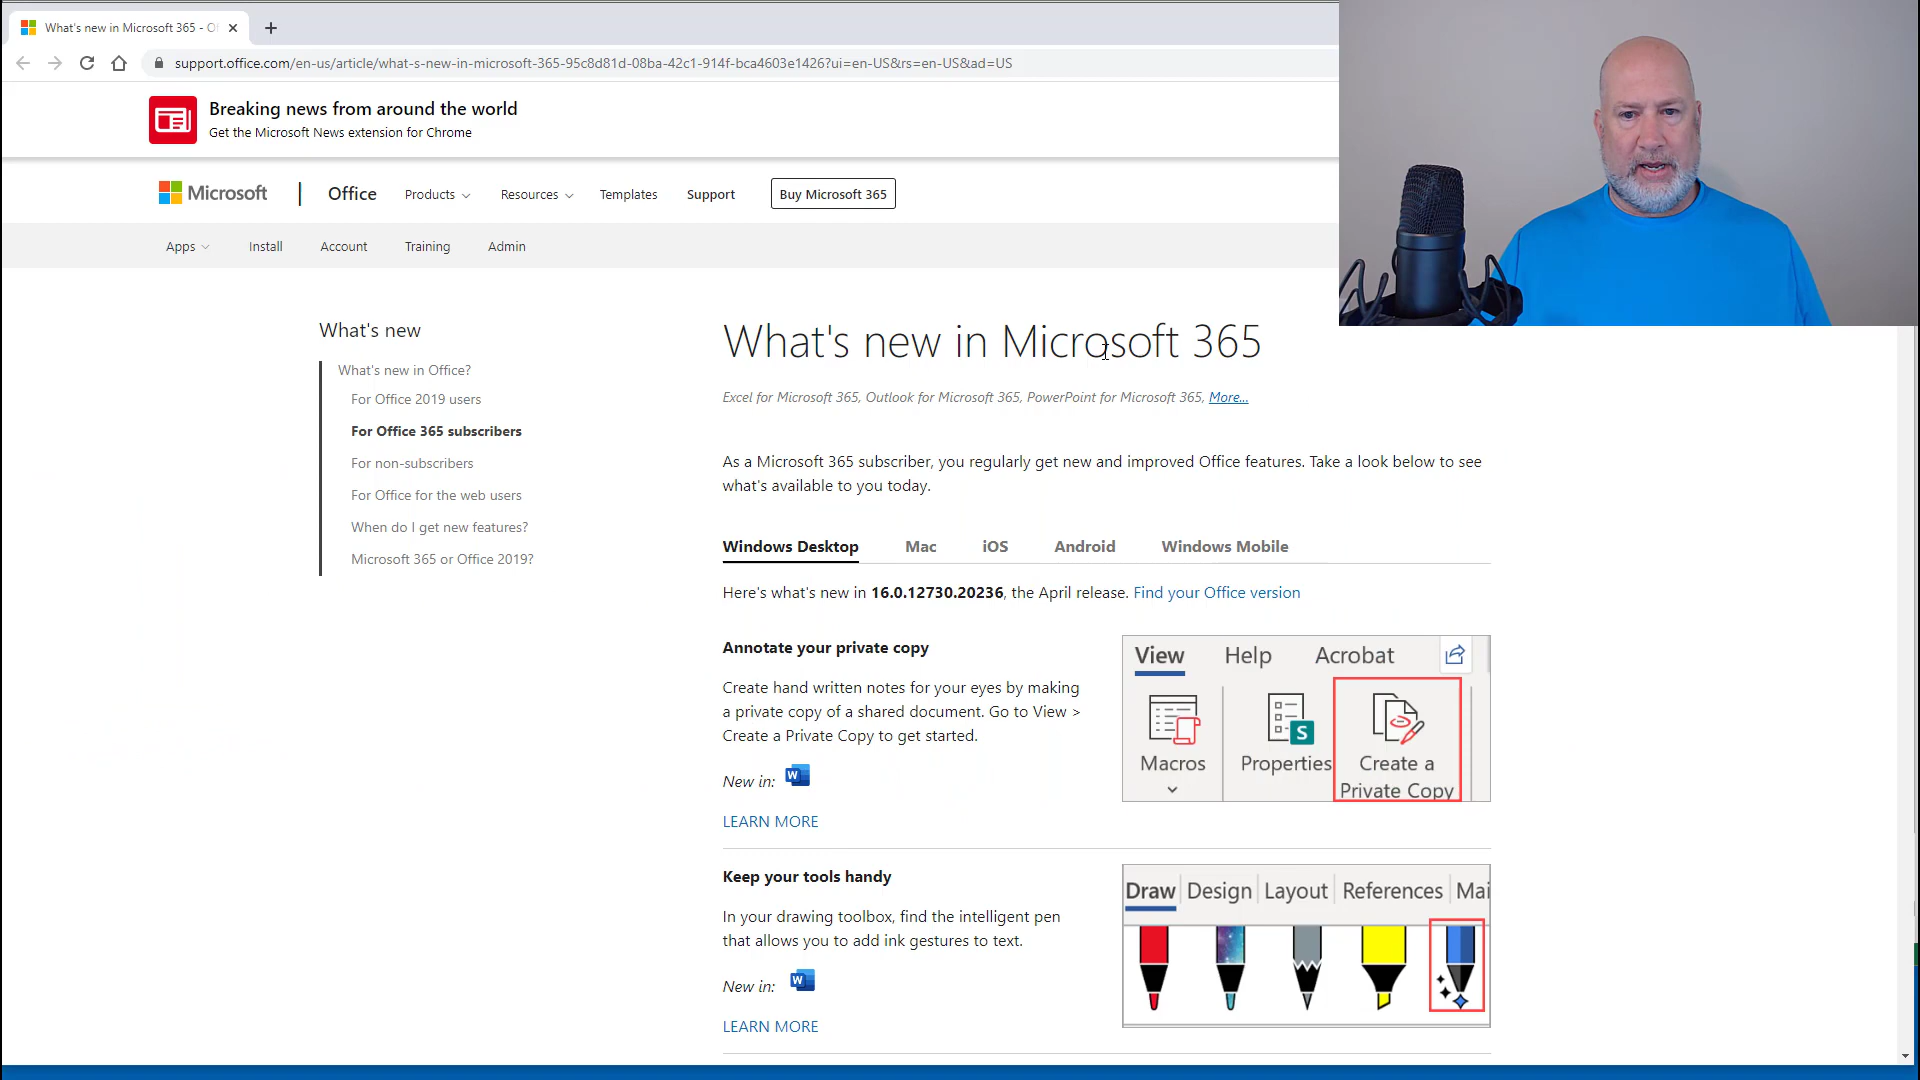 What's new in Microsoft 365 - Of
support.office.com/en-us/article/what-s-new-in-microsoft-365-95c8d81d-08ba-42c1-914f-bca4603e1426?ui=en-US&rs=en-US&ad=US
Breaking news from around the world
Get the Microsoft News extension for Chrome
Microsoft
Office
Products
Resources
Templates
Support
Buy Microsoft 365
Apps
Install
Account
Training
Admin
What's new
What's new in Office?
For Office 2019 users
For Office 365 subscribers
For non-subscribers
For Office for the web users
When do I get new features?
Microsoft 365 or Office 2019?
What's new in Microsoft 365
Excel for Microsoft 365, Outlook for Microsoft 365, PowerPoint for Microsoft 365, More...
As a Microsoft 365 subscriber, you regularly get new and improved Office features. Take a look below to see
what's available to you today.
Windows Desktop
Mac
iOS
Android
Windows Mobile
Here's what's new in 16.0.12730.20236, the April release. Find your Office version
Annotate your private copy
Create hand written notes for your eyes by making
a private copy of a shared document. Go to View >
Create a Private Copy to get started.
New in: W
LEARN MORE
View
Help
Acrobat
Macros
S
Properties
Create a
Private Copy
Keep your tools handy
In your drawing toolbox, find the intelligent pen
that allows you to add ink gestures to text.
New in: W
LEARN MORE
Draw
Design
Layout
References
Mai